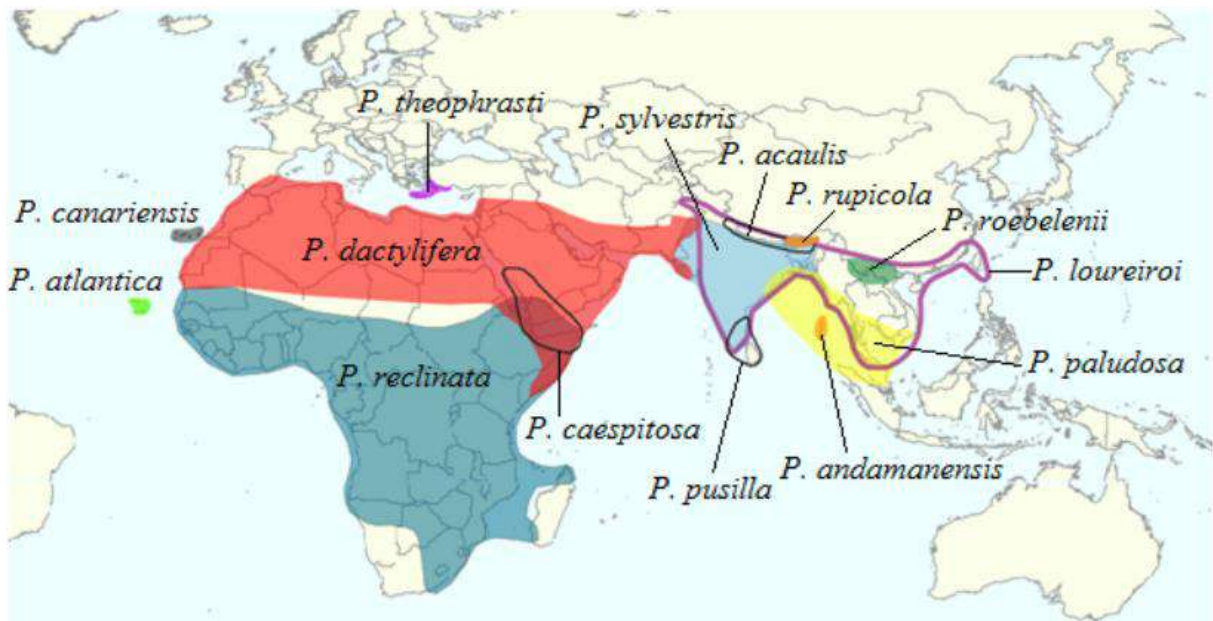 P. theophrasti
P. sylvestris
P. acaulis
P. rupicola
P. canariensis
P. roebelenii
P. dactylifera
P. atlantica
P. loureiroi
P. reclinata
P. paludosa
P. caespitosa
P. andamanensis
P. pusilla